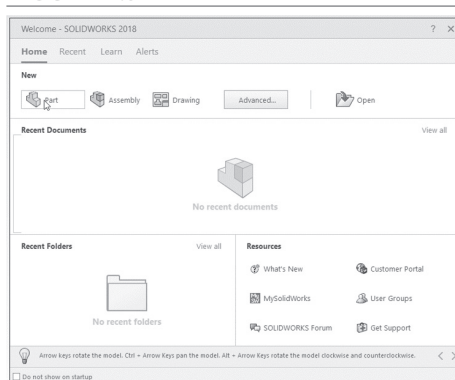 Welcome - SOLIDWORKS 2018
?
Home Recent Learn Alerts
New
Part Assembly Drawing Advanced... Open
Recent Documents View all
No recent documents
Recent Folders View all
No recent folders
Resources
What's New Customer Portal
MySolidWorks User Groups
SOLIDWORKS Forum Get Support
Arrow keys rotate the model. Ctrl + Arrow Keys pan the model. Alt + Arrow Keys rotate the model clockwise and counterclockwise.
Do not show on startup